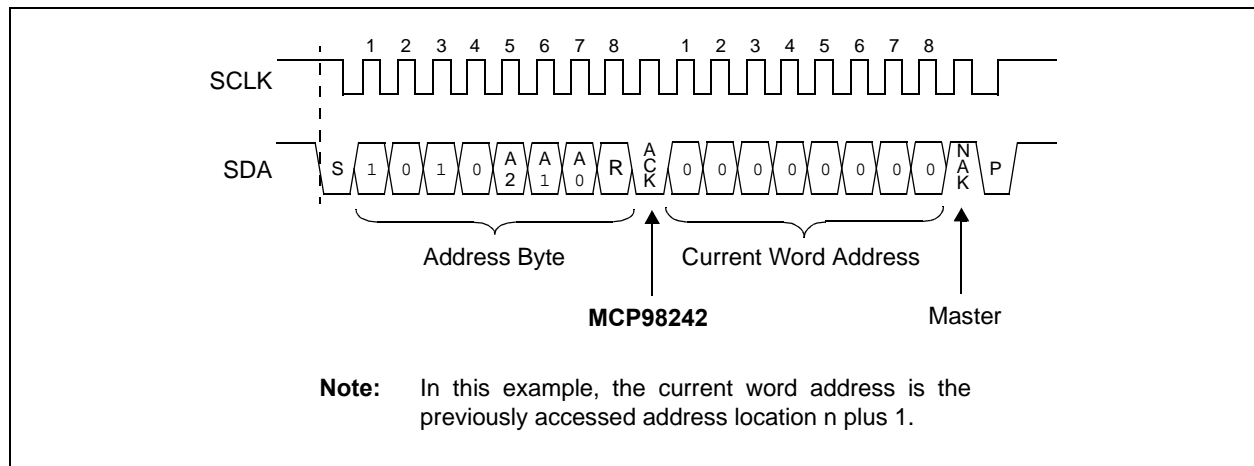 1 2 3 4 5 6 7 8 1 2 3 4 5 6 7 8
SCLK
SDA
S 1 0 1 0 A2 A1 A0 R ACK 0 0 0 0 0 0 0 0 NAK P
Address Byte Current Word Address
MCP98242 Master
Note: In this example, the current word address is the
previously accessed address location n plus 1.